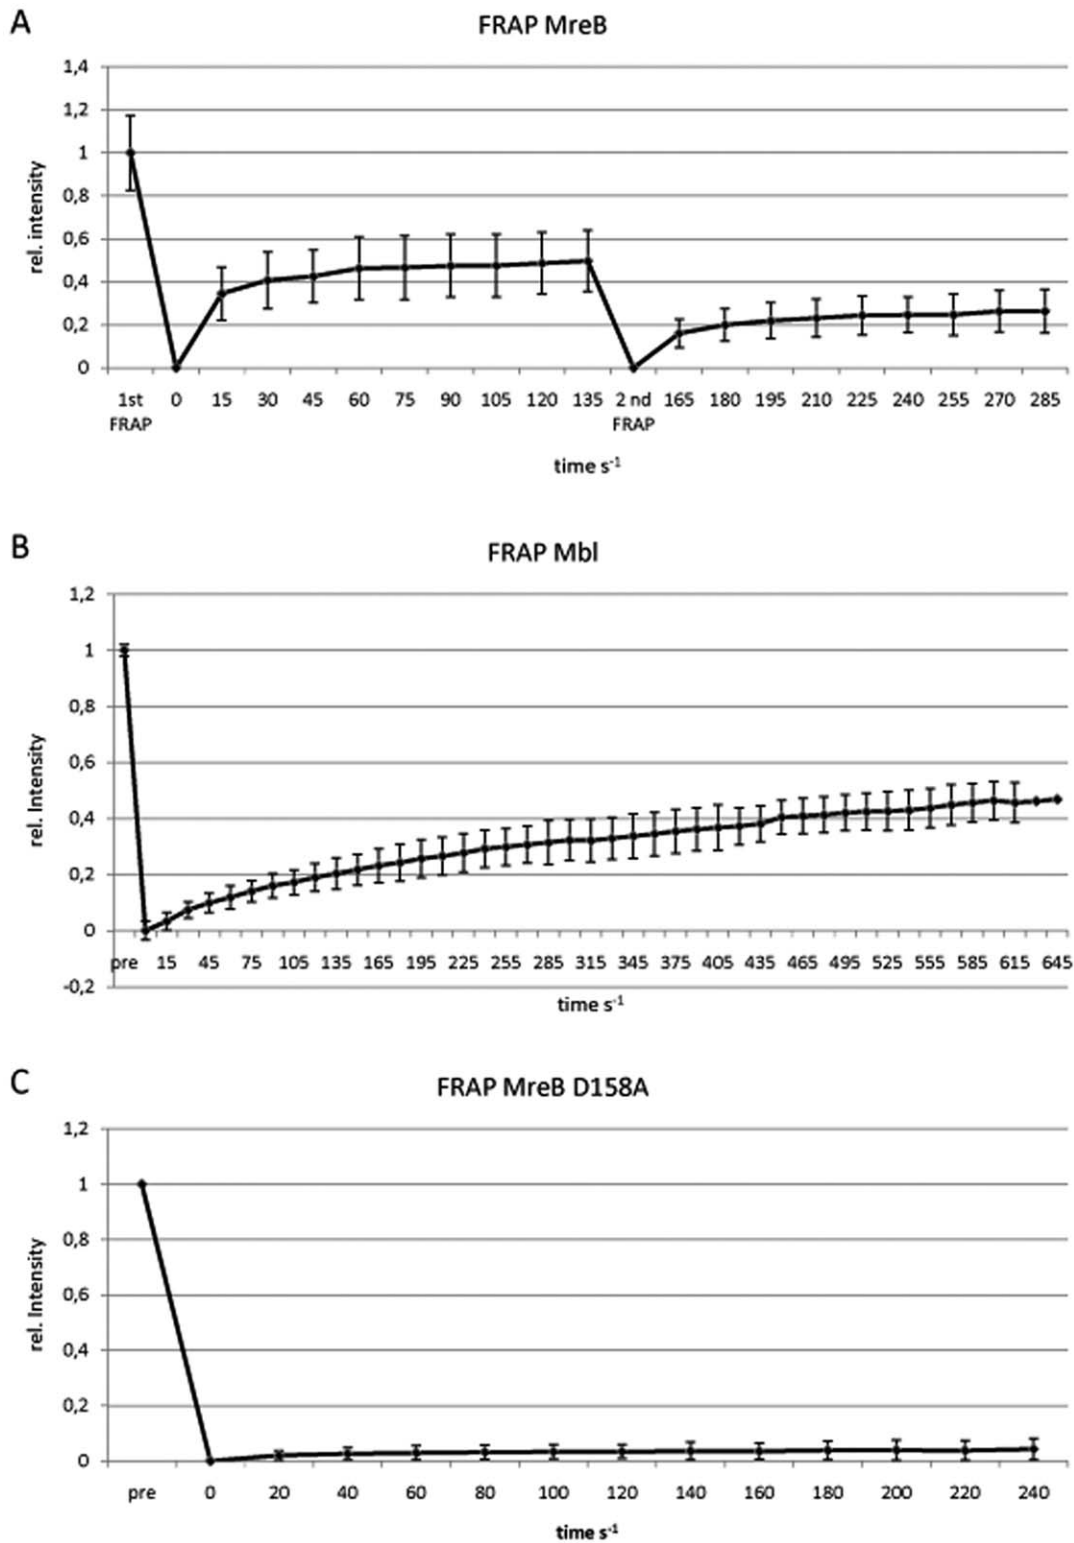 A
FRAP MreB
1,4
1,2
1
0,8
0,6
0,4
0,2
0
rel. intensity
1st FRAP 0 15 30 45 60 75 90 105 120 135 2 nd FRAP 165 180 195 210 225 240 255 270 285
time s-1
B
FRAP Mbl
1,2
1
0,8
0,6
0,4
0,2
0
-0,2
rel. Intensity
pre 15 45 75 105 135 165 195 225 255 285 315 345 375 405 435 465 495 525 555 585 615 645
time s-1
C
FRAP MreB D158A
1,2
1
0,8
0,6
0,4
0,2
0
rel. Intensity
pre 0 20 40 60 80 100 120 140 160 180 200 220 240
time s-1